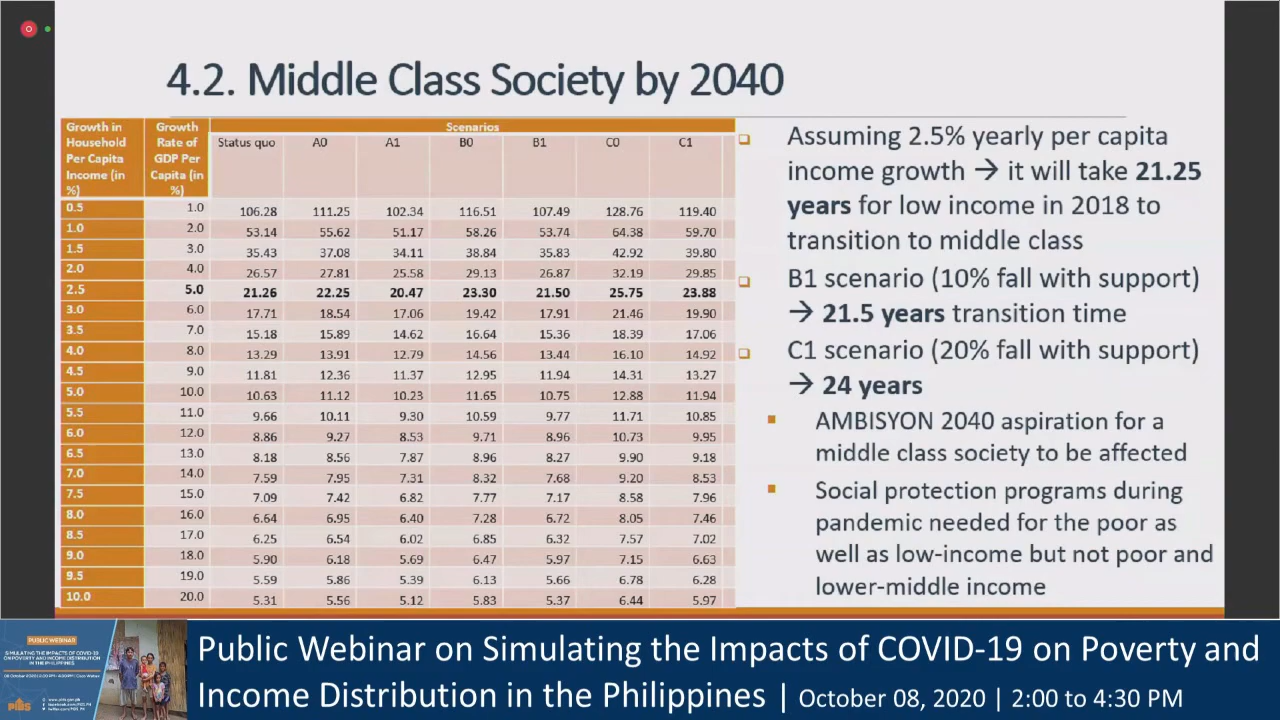 4.2. Middle Class Society by 2040
Growth in Household Per Capita Income (in %) Growth Rate of GDP Per Capita (in %) Scenarios
Status quo A0 A1 B0 B1 C0 C1
0.5 1.0 106.28 111.25 102.34 116.51 107.49 128.76 119.40
1.0 2.0 53.14 55.62 51.17 58.26 53.74 64.38 59.70
1.5 3.0 35.43 37.08 34.11 38.84 35.83 42.92 39.80
2.0 4.0 26.57 27.81 25.58 29.13 26.87 32.19 29.85
2.5 5.0 21.26 22.25 20.47 23.30 21.50 25.75 23.88
3.0 6.0 17.71 18.54 17.06 19.42 17.91 21.46 19.90
3.5 7.0 15.18 15.89 14.62 16.64 15.36 18.39 17.06
4.0 8.0 13.29 13.91 12.79 14.56 13.44 16.10 14.92
4.5 9.0 11.81 12.36 11.37 12.95 11.94 14.31 13.27
5.0 10.0 10.63 11.12 10.23 11.65 10.75 12.88 11.94
5.5 11.0 9.66 10.11 9.30 10.59 9.77 11.71 10.85
6.0 12.0 8.86 9.27 8.53 9.71 8.96 10.73 9.95
6.5 13.0 8.18 8.56 7.87 8.96 8.27 9.90 9.18
7.0 14.0 7.59 7.95 7.31 8.32 7.68 9.20 8.53
7.5 15.0 7.09 7.42 6.82 7.77 7.17 8.58 7.96
8.0 16.0 6.64 6.95 6.40 7.28 6.72 8.05 7.46
8.5 17.0 6.25 6.54 6.02 6.85 6.32 7.57 7.02
9.0 18.0 5.90 6.18 5.69 6.47 5.97 7.15 6.63
9.5 19.0 5.59 5.86 5.39 6.13 5.66 6.78 6.28
10.0 20.0 5.31 5.56 5.12 5.83 5.37 6.44 5.97
Assuming 2.5% yearly per capita
income growth → it will take 21.25
years for low income in 2018 to
transition to middle class
B1 scenario (10% fall with support)
→ 21.5 years transition time
C1 scenario (20% fall with support)
→ 24 years
AMBISYON 2040 aspiration for a
middle class society to be affected
Social protection programs during
pandemic needed for the poor as
well as low-income but not poor and
lower-middle income
PUBLIC WEBINAR
SIMULATING THE IMPACTS OF COVID-19
ON POVERTY AND INCOME DISTRIBUTION
IN THE PHILIPPINES
PIDS
Public Webinar on Simulating the Impacts of COVID-19 on Poverty and
Income Distribution in the Philippines | October 08, 2020 | 2:00 to 4:30 PM